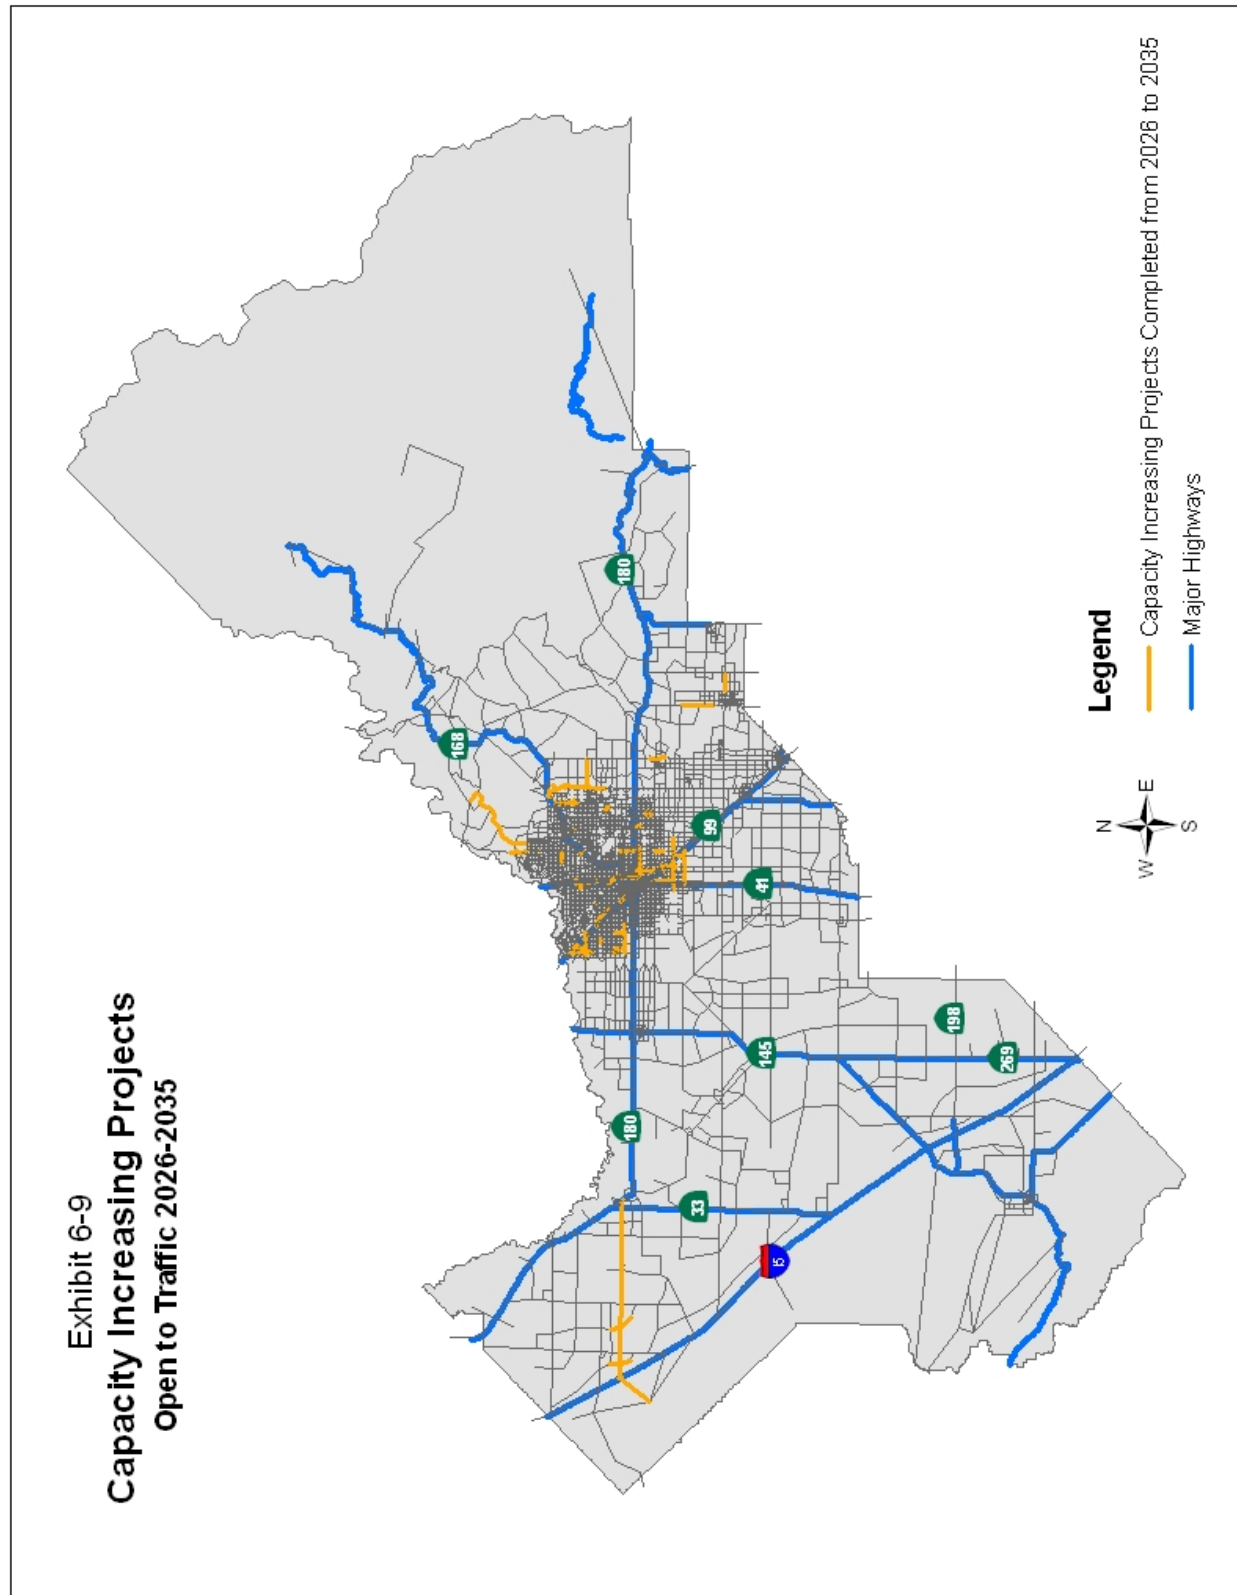 Exhibit 6-9
Capacity Increasing Projects
Open to Traffic 2026-2035
168
180
180
99
41
33
145
15
198
269
N
W
E
S
Legend
Capacity Increasing Projects Completed from 2026 to 2035
Major Highways